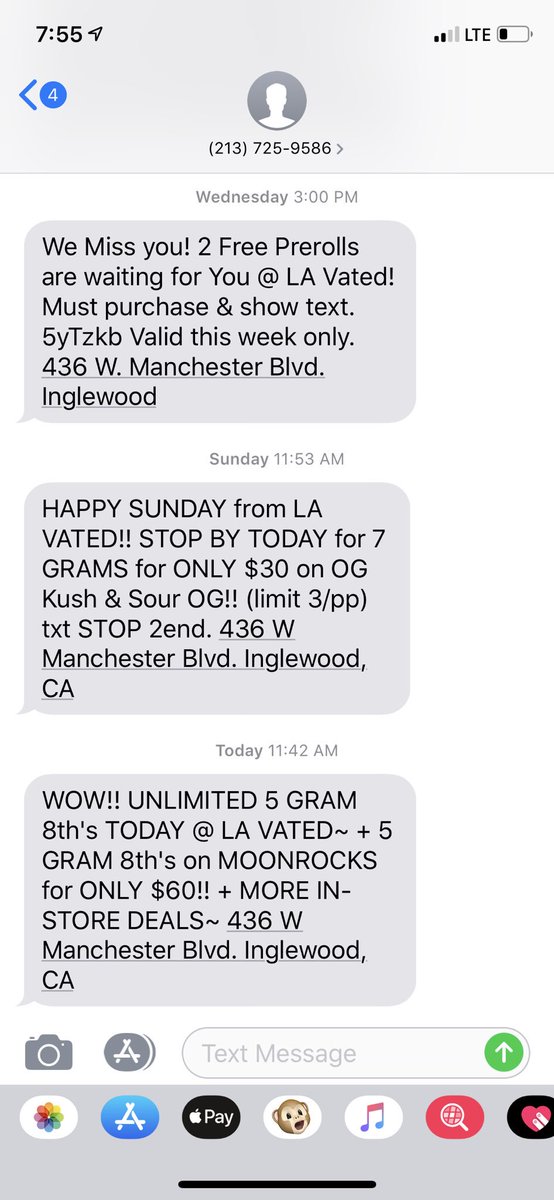 7:55
LTE
4
(213) 725-9586
Wednesday 3:00 PM
We Miss you! 2 Free Prerolls
are waiting for You @ LA Vated!
Must purchase & show text.
5yTzkb Valid this week only.
436 W. Manchester Blvd.
Inglewood
Sunday 11:53 AM
HAPPY SUNDAY from LA
VATED!! STOP BY TODAY for 7
GRAMS for ONLY $30 on OG
Kush & Sour OG!! (limit 3/pp)
txt STOP 2end. 436 W
Manchester Blvd. Inglewood,
CA
Today 11:42 AM
WOW!! UNLIMITED 5 GRAM
8th's TODAY @ LA VATED~ + 5
GRAM 8th's on MOONROCKS
for ONLY $60!! + MORE IN-
STORE DEALS~ 436 W
Manchester Blvd. Inglewood,
CA
Text Message
Pay